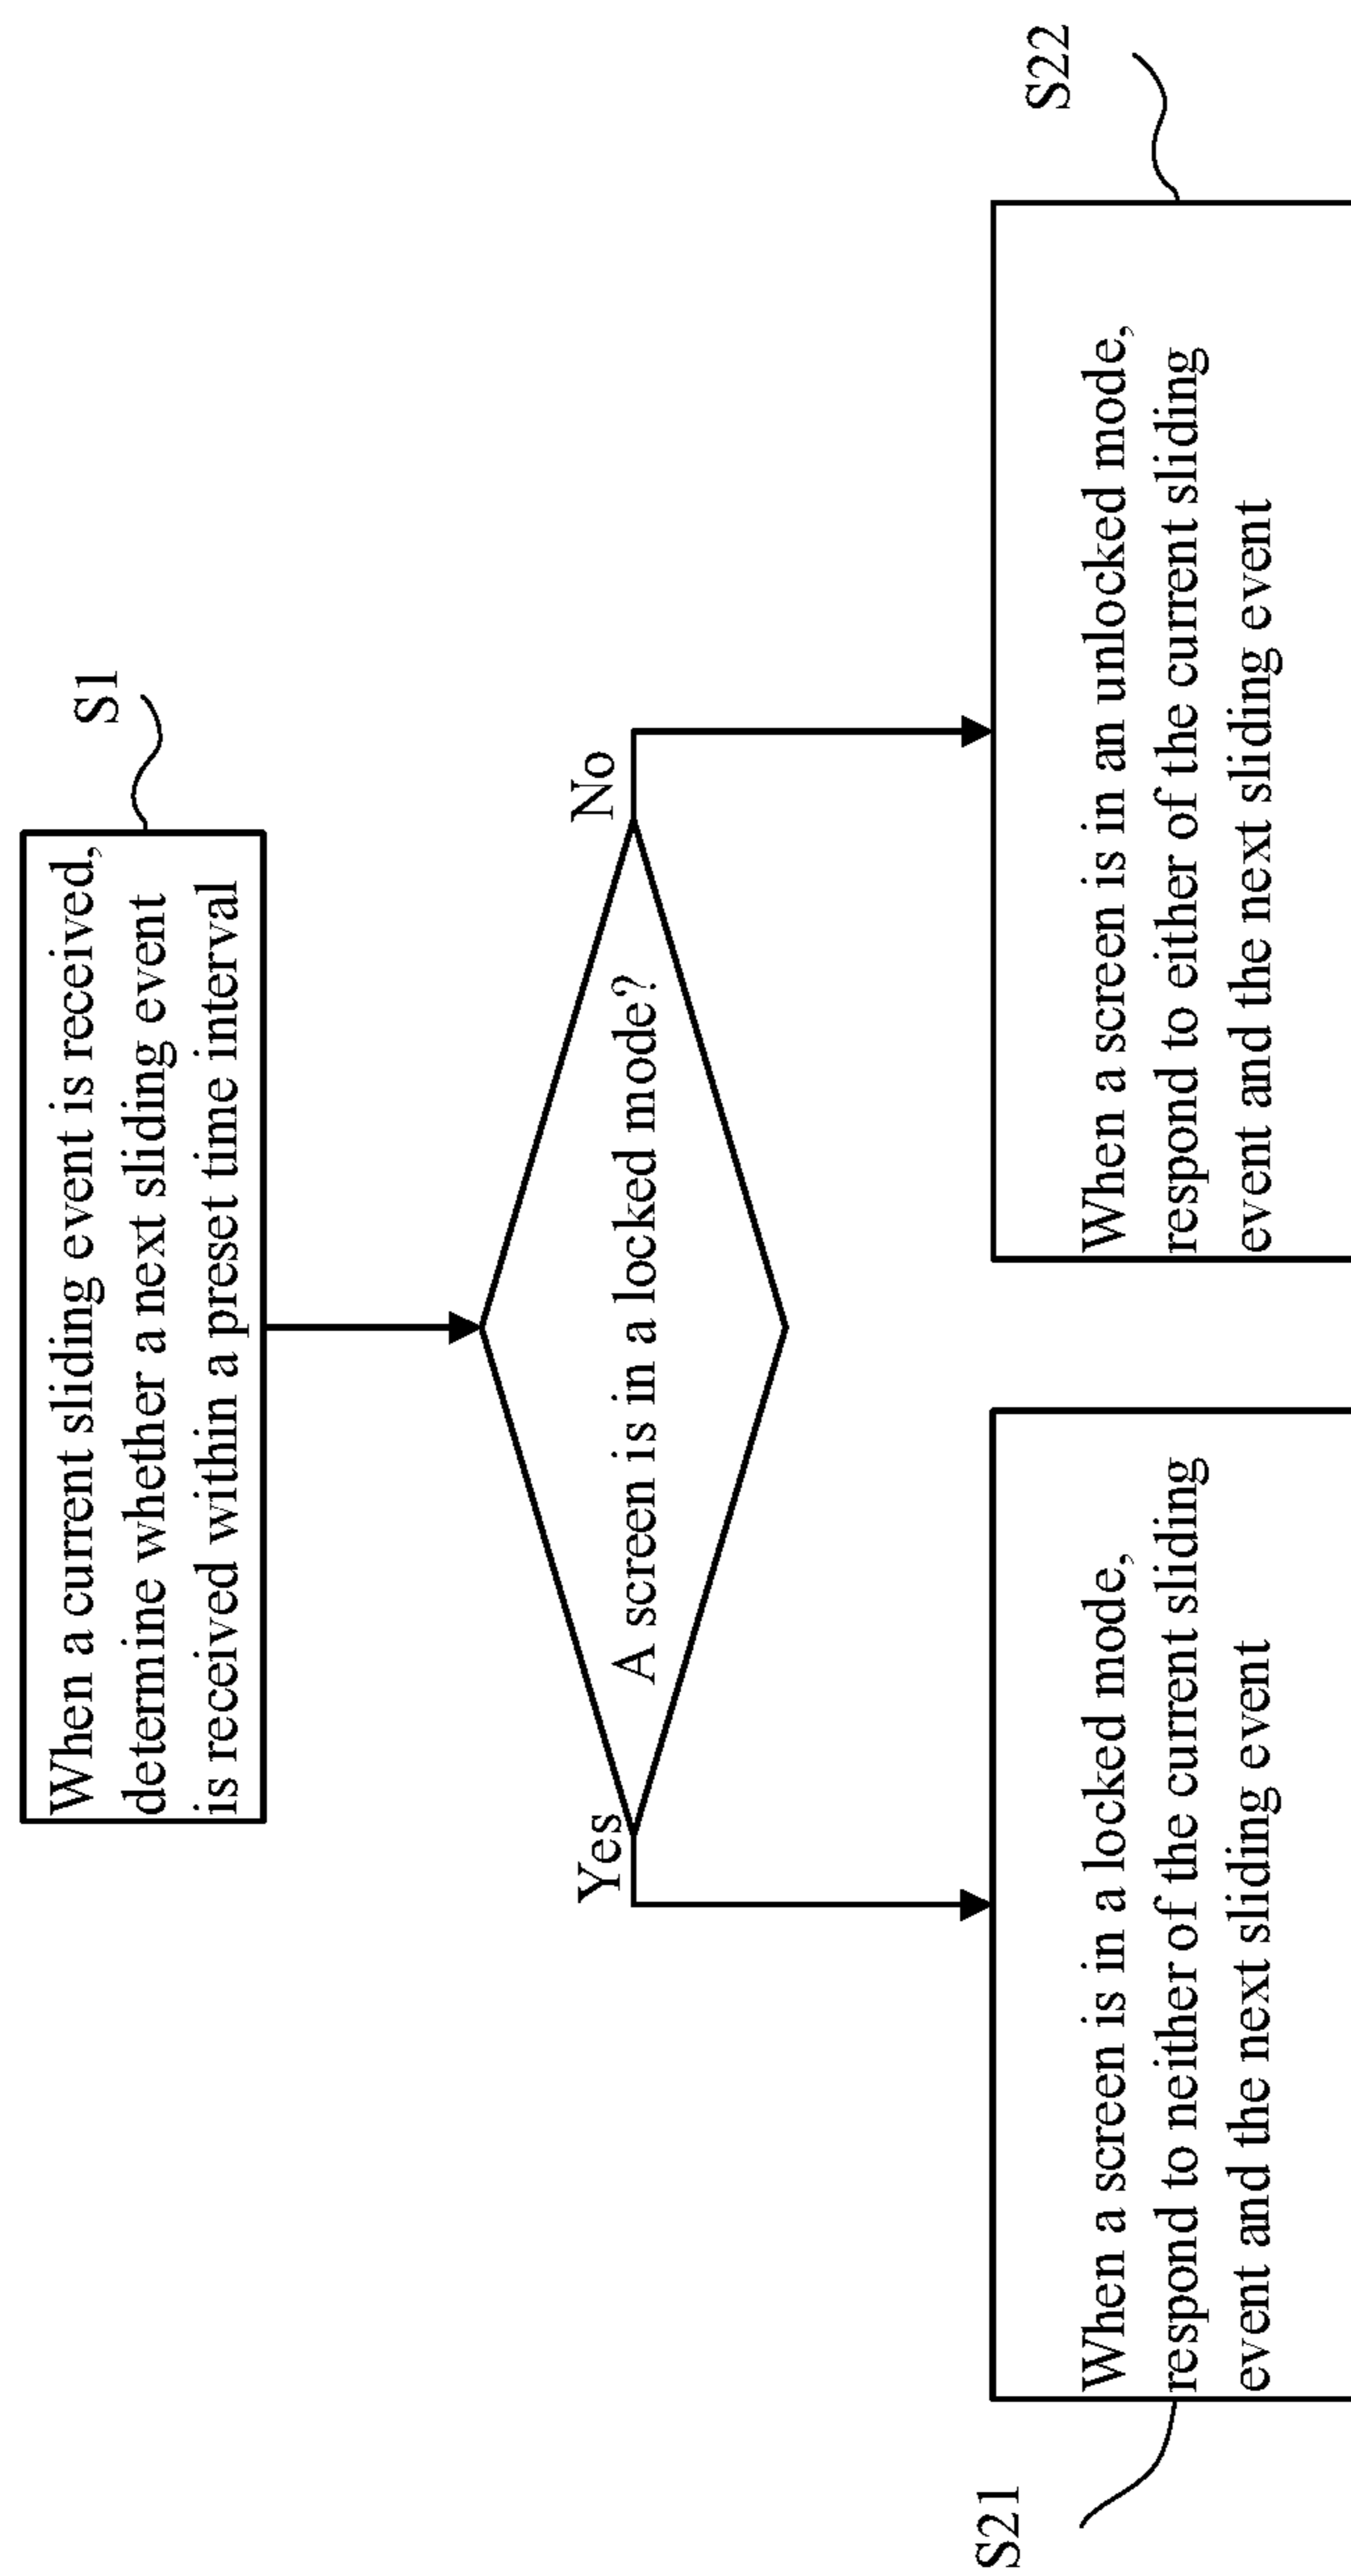 When a current sliding event is received,
determine whether a next sliding event
is received within a preset time interval
S1
A screen is in a locked mode?
Yes
No
When a screen is in a locked mode,
respond to neither of the current sliding
event and the next sliding event
S21
When a screen is in an unlocked mode,
respond to either of the current sliding
event and the next sliding event
S22